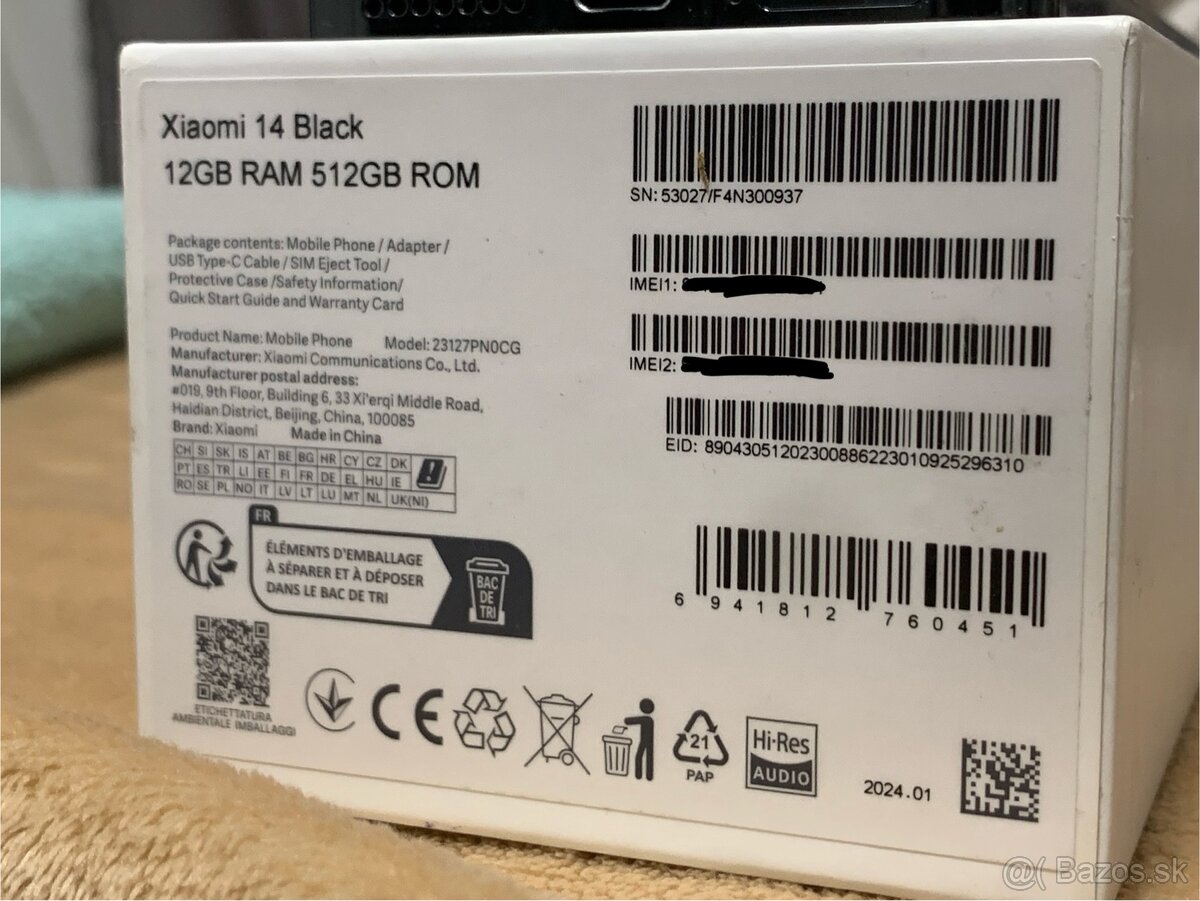 Xiaomi 14 Black
12GB RAM 512GB ROM
Package contents: Mobile Phone / Adapter /
USB Type-C Cable / SIM Eject Tool /
Protective Case /Safety Information/
Quick Start Guide and Warranty Card
Product Name: Mobile Phone Model: 23127PN0CG
Manufacturer: Xiaomi Communications Co., Ltd.
Manufacturer postal address:
#019, 9th Floor, Building 6, 33 Xi'erqi Middle Road,
Haidian District, Beijing, China, 100085
Brand: Xiaomi Made in China
CH SI SK IS AT BE BG HR CY CZ DK
PT ES TR LI EE FI FR DE EL HU IE
RO SE PL NO IT LV LT LU MT NL UK(NI)
FR
ÉLÉMENTS D'EMBALLAGE
À SÉPARER ET À DÉPOSER
DANS LE BAC DE TRI
BAC
DE
TRI
ETICHETTATURA
AMBIENTALE IMBALLAGGI
CE
21
PAP
Hi-Res
AUDIO
2024.01
SN: 53027/F4N300937
IMEI1:
IMEI2:
EID: 89043051202300886223010925296310
6 941812 760451
@( Bazos.sk